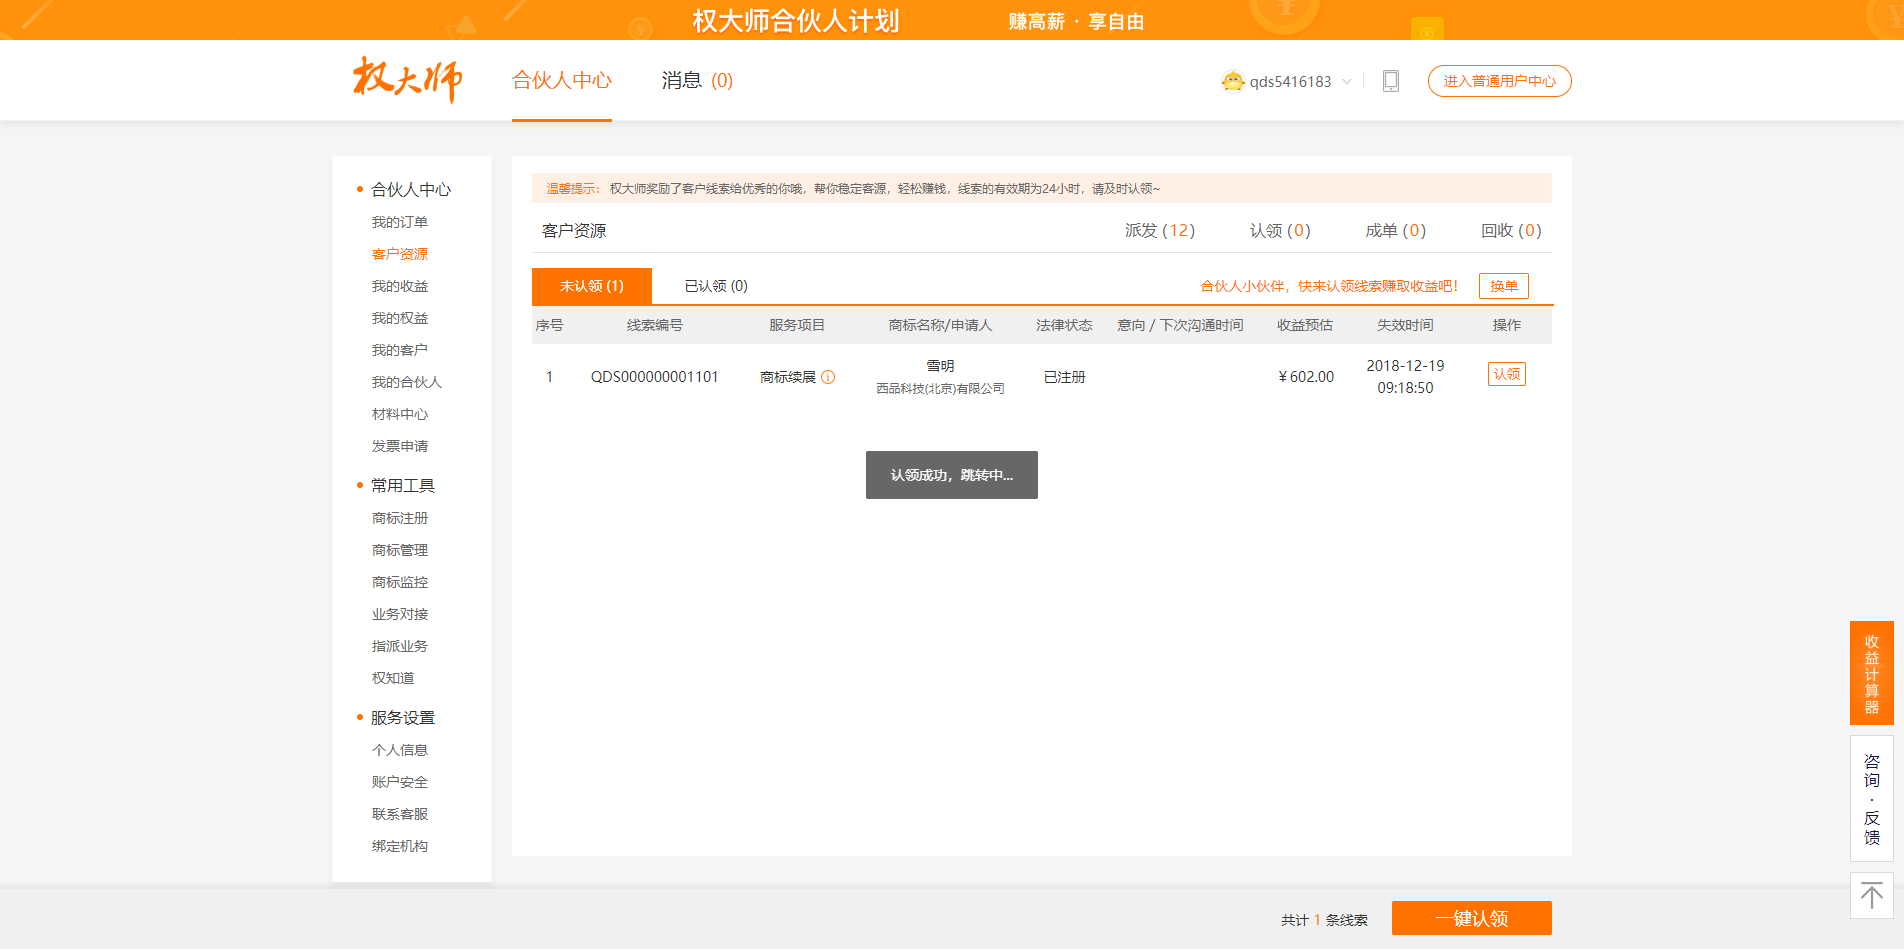 权大师合伙人计划 赚高薪 · 享自由
权大师 合伙人中心 消息 (0) qds5416183 进入普通用户中心
合伙人中心
我的订单
客户资源
我的收益
我的权益
我的客户
我的合伙人
材料中心
发票申请
常用工具
商标注册
商标管理
商标监控
业务对接
指派业务
权知道
服务设置
个人信息
账户安全
联系客服
绑定机构
温馨提示： 权大师奖励了客户线索给优秀的你哦，帮你稳定客源，轻松赚钱，线索的有效期为24小时，请及时认领~
客户资源 派发 (12) 认领 (0) 成单 (0) 回收 (0)
未认领 (1) 已认领 (0) 合伙人小伙伴，快来认领线索赚取收益吧！ 换单
序号 线索编号 服务项目 商标名称/申请人 法律状态 意向 / 下次沟通时间 收益预估 失效时间 操作
1 QDS000000001101 商标续展 雪明 已注册 ¥602.00 2018-12-19 认领
西品科技(北京)有限公司 09:18:50
认领成功，跳转中...
收益计算器
咨询·反馈
共计 1 条线索 一键认领